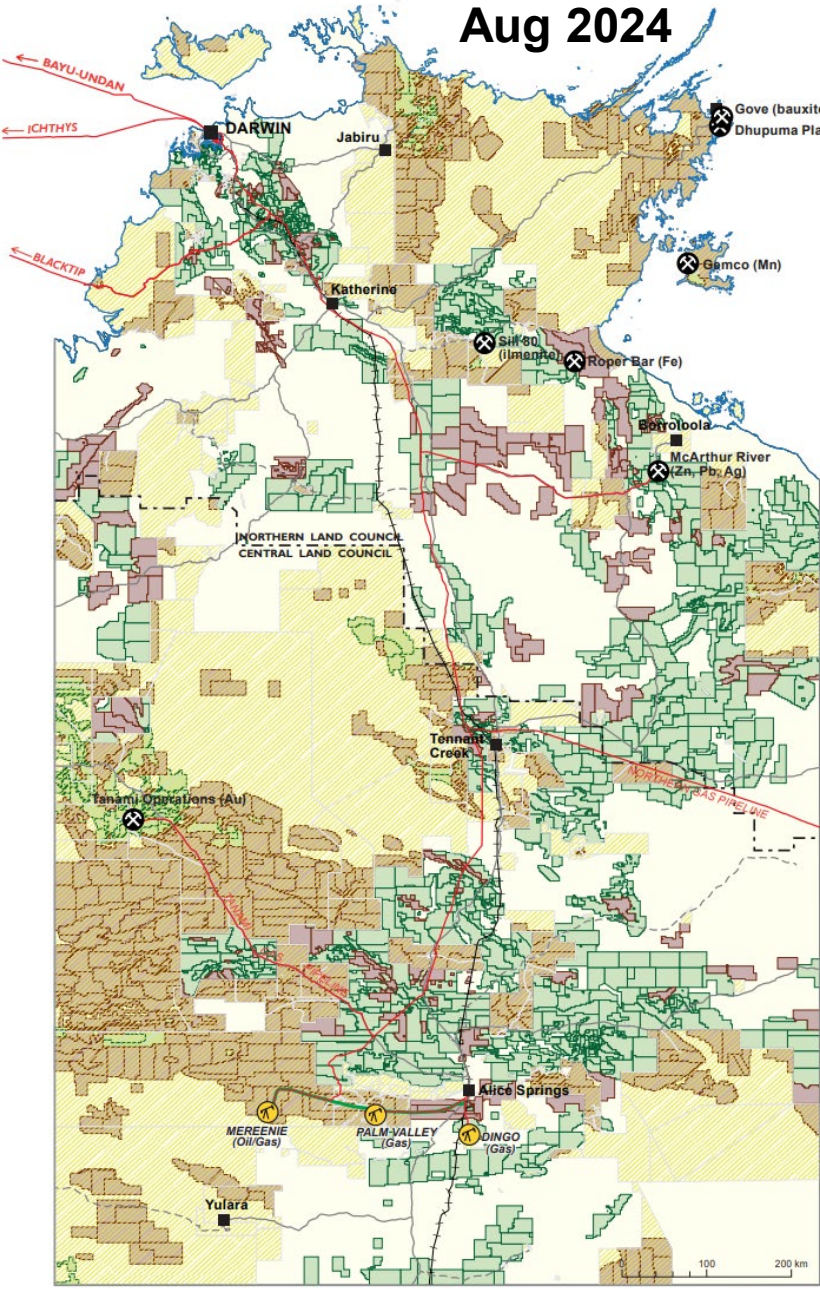 Aug 2024
BAYU-UNDAN
ICHTHYS
DARWIN
Jabiru
Gove (bauxite
Dhupuma Pla
BLACKTIP
Gemco (Mn)
Katherine
Sill 80
(ilmenite)
Roper Bar (Fe)
Borroloola
McArthur River
(Zn, Pb, Ag)
NORTHERN LAND COUNCIL
CENTRAL LAND COUNCIL
Tennant
Creek
NORTHERN GAS PIPELINE
Tanami Operations (Au)
GAS PIPELINE
Alice Springs
MEREENIE
(Oil/Gas)
PALM VALLEY
(Gas)
DINGO
(Gas)
Yulara
0 100 200 km